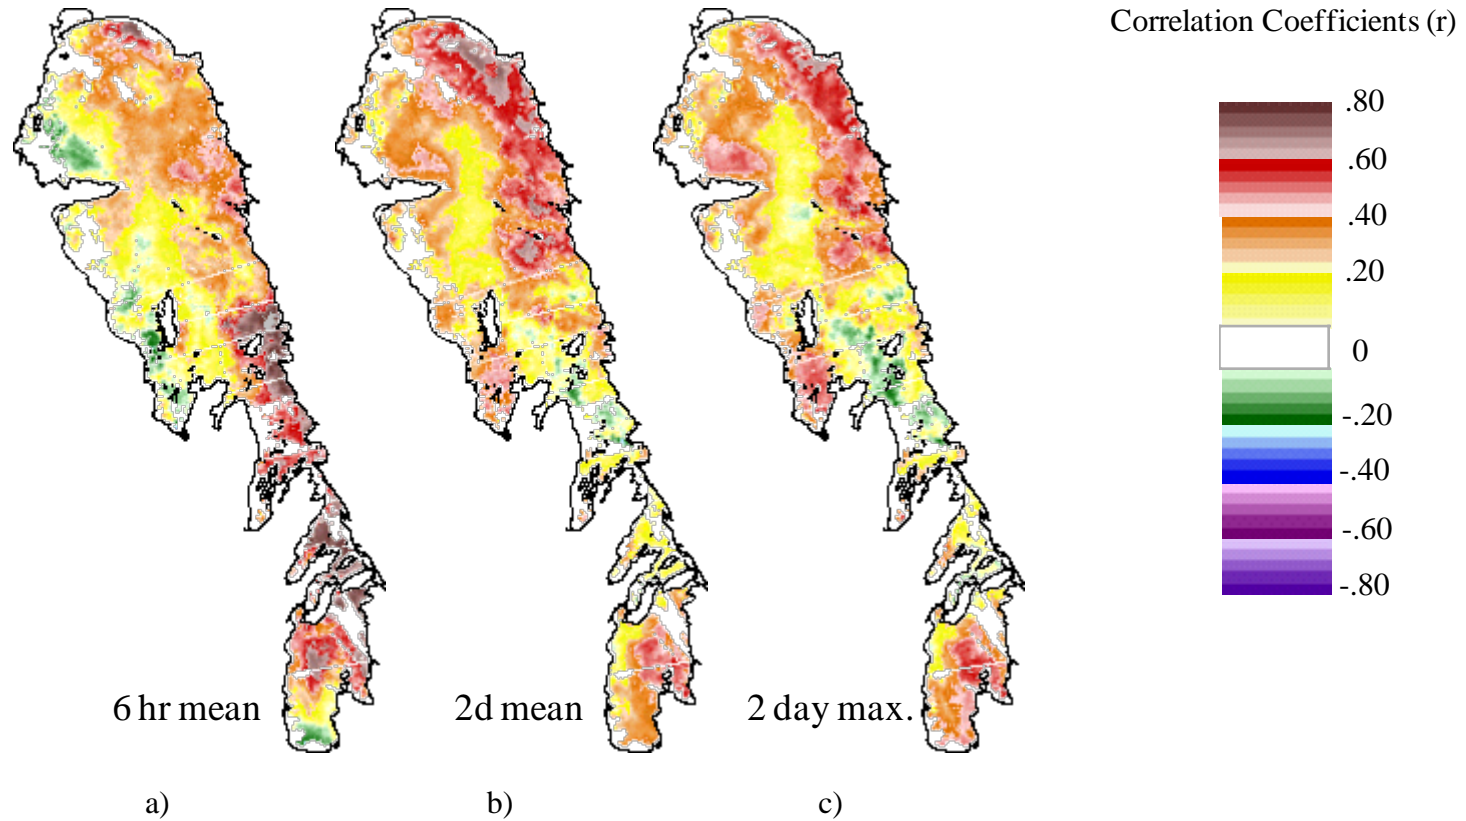 Correlation Coefficients (r)
.80
.60
.40
.20
0
-.20
-.40
-.60
-.80
6 hr mean
2d mean
2 day max.
a)
b)
c)